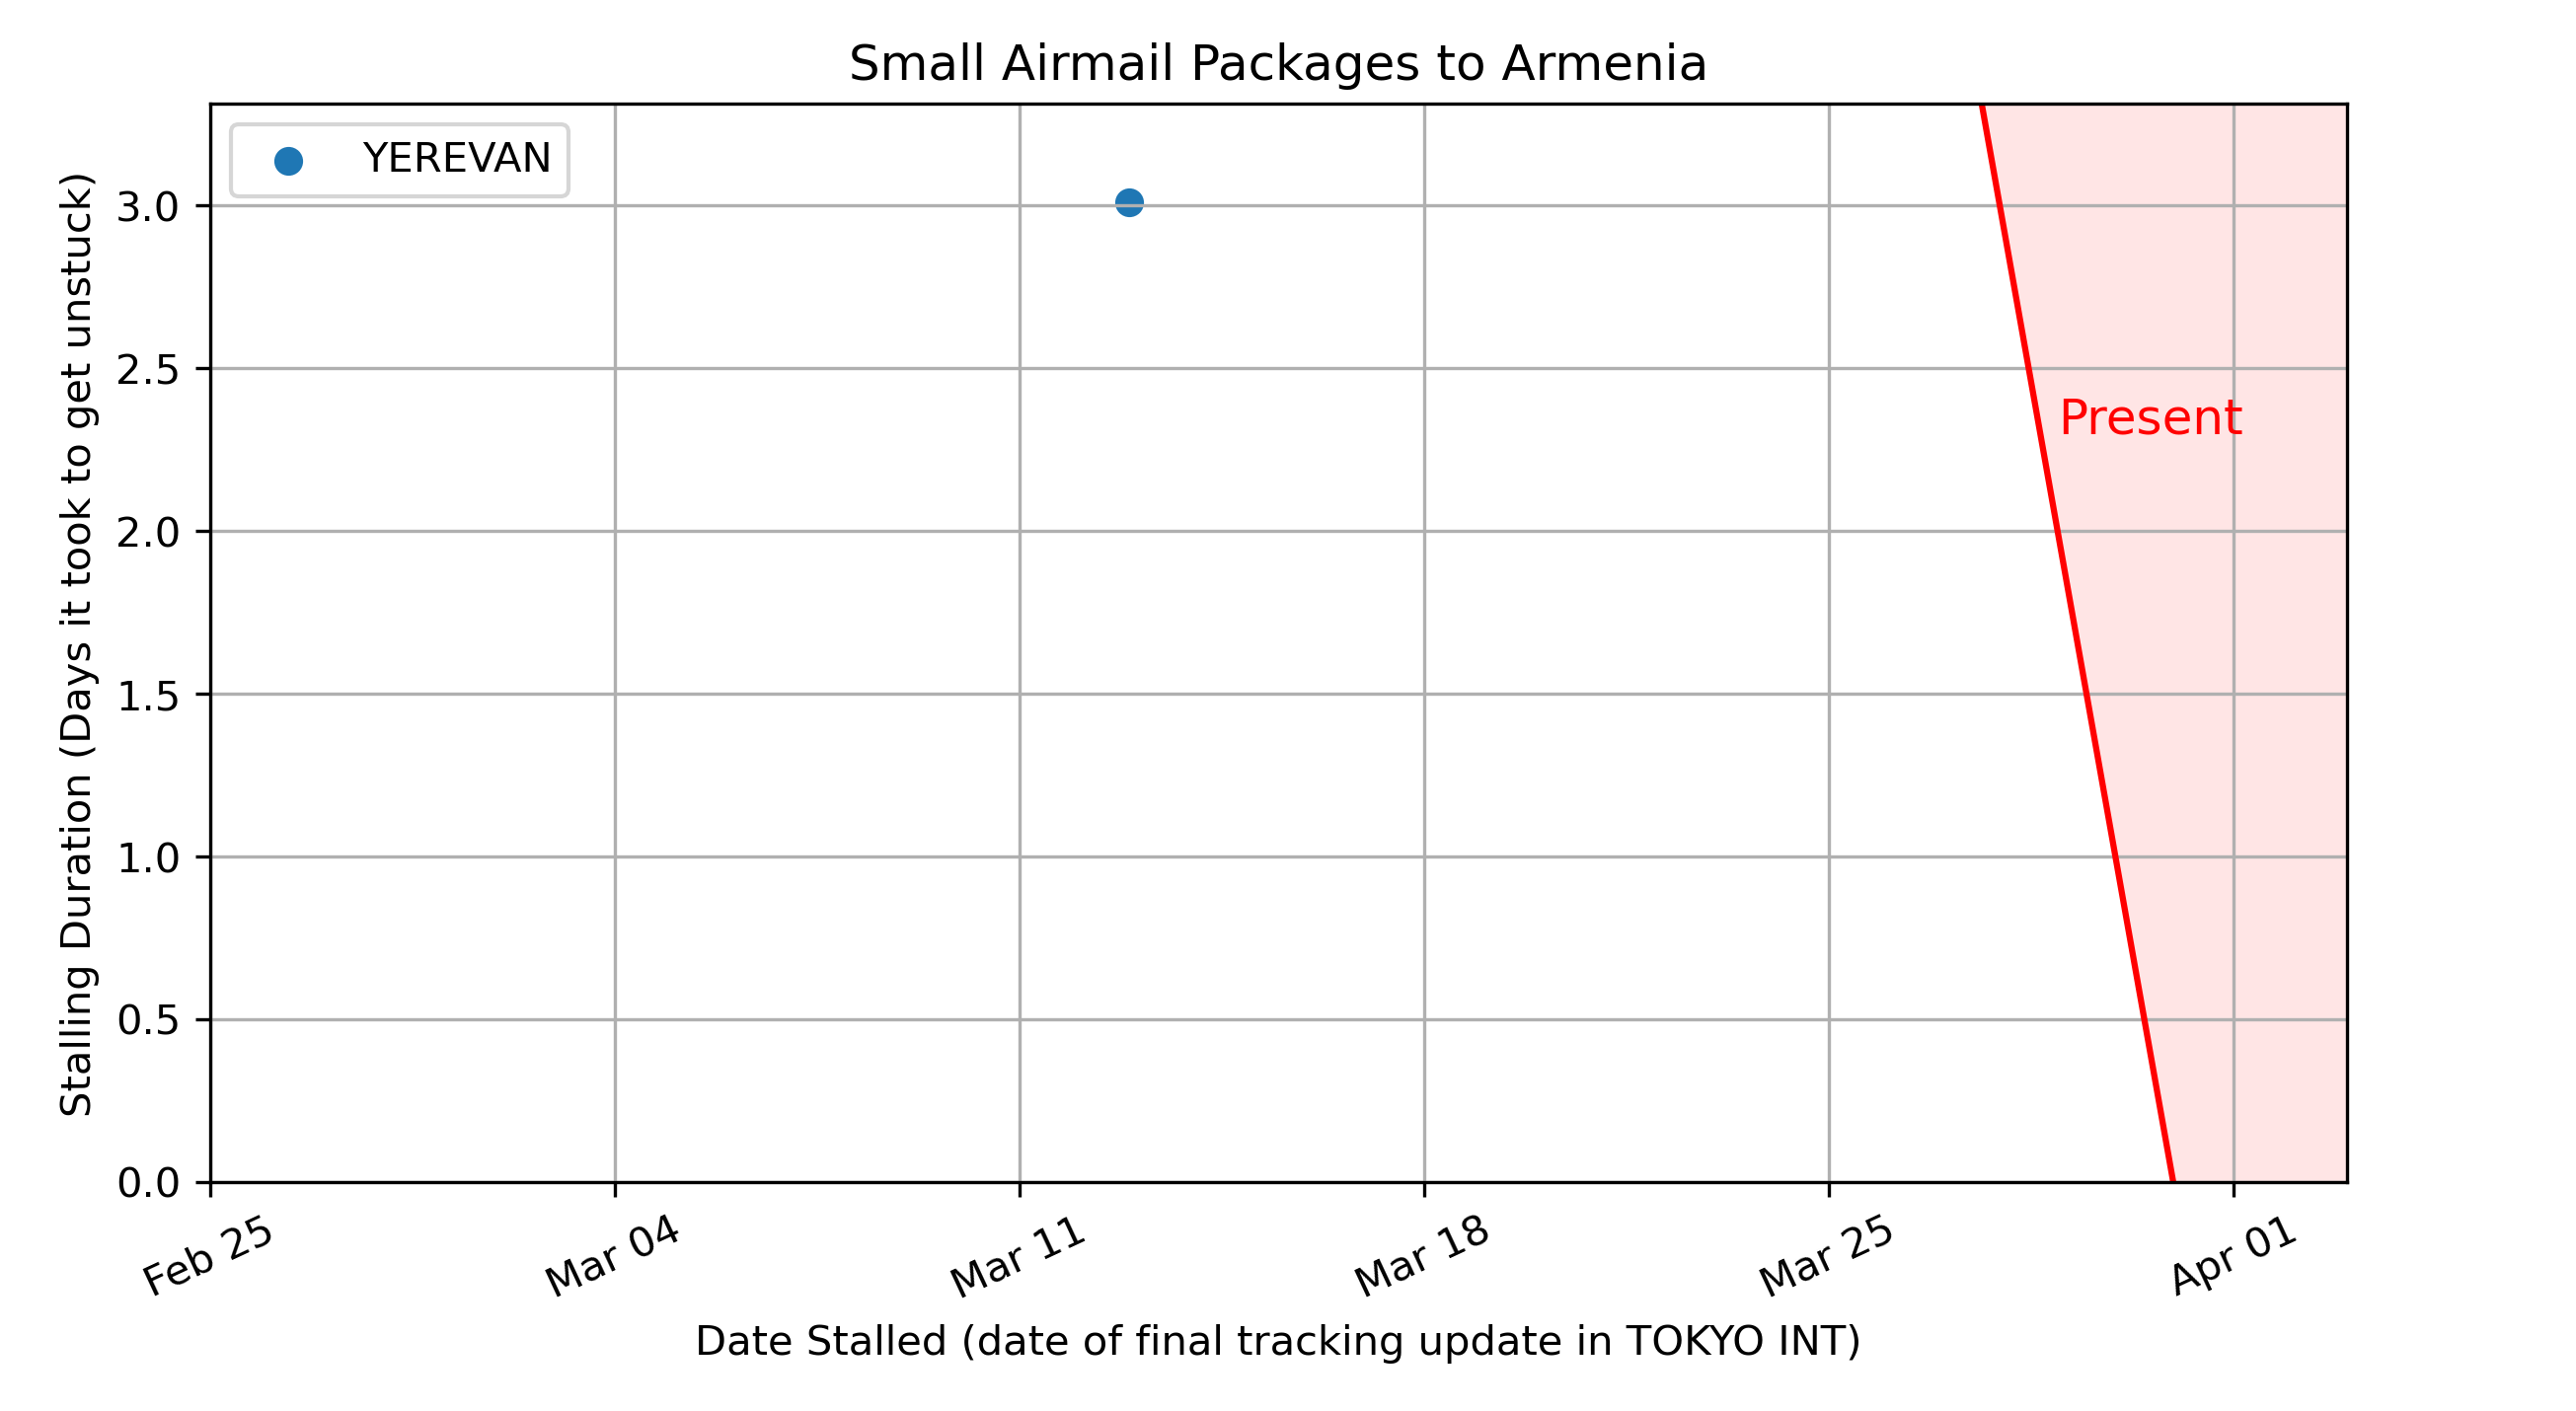 Small Airmail Packages to Armenia
YEREVAN
Stalling Duration (Days it took to get unstuck)
3.0
2.5
2.0
1.5
1.0
0.5
0.0
Present
Feb 25
Mar 04
Mar 11
Mar 18
Mar 25
Apr 01
Date Stalled (date of final tracking update in TOKYO INT)